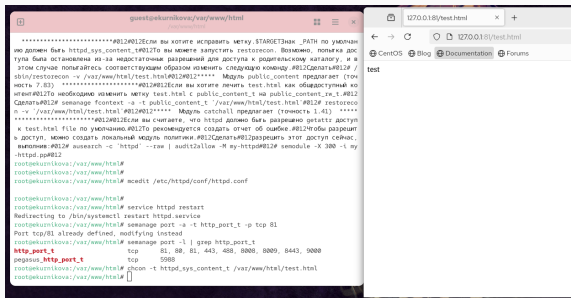 guest@ekurnikova:/var/www/html
/var/www/html
**********************#012#012Если вы хотите исправить метку.$TARGETЗнак _PATH по умолчан
ию должен быть httpd_sys_content_t#012То вы можете запустить restorecon. Возможно, попытка дос
тупа была остановлена из-за недостаточных разрешений для доступа к родительскому каталогу, и в
этом случае попытайтесь соответствующим образом изменить следующую команду.#012Сделать#012# /
sbin/restorecon -v /var/www/html/test.html#012#012***** Модуль public_content предлагает (точ
ность 7.83) **********************#012#012Если вы хотите лечить test.html как общедоступный ко
нтент#012То необходимо изменить метку test.html с public_content_t на public_content_re_t.#012
Сделать#012# semanage fcontext -a -t public_content_t '/var/www/html/test.html'#012# restoreco
n -v '/var/www/html/test.html'#012#012***** Модуль catchall предлагает (точность 1.41) *****
**********************#012#012Если вы считаете, что httpd должно быть разрешено getattr доступ
к test.html file по умолчанию.#012То рекомендуется создать отчет об ошибке.#012Чтобы разрешит
ь доступ, можно создать локальный модуль политики.#012Сделать#012разрешить этот доступ сейчас,
выполнив:#012# ausearch -c 'httpd' --raw | audit2allow -M my-httpd#012# semodule -X 300 -i my
-httpd.pp#012
root@ekurnikova:/var/www/html#
root@ekurnikova:/var/www/html#
root@ekurnikova:/var/www/html# mcedit /etc/httpd/conf/httpd.conf
root@ekurnikova:/var/www/html#
root@ekurnikova:/var/www/html# service httpd restart
Redirecting to /bin/systemctl restart httpd.service
root@ekurnikova:/var/www/html# semanage port -a -t http_port_t -p tcp 81
Port tcp/81 already defined, modifying instead
root@ekurnikova:/var/www/html# semanage port -l | grep http_port_t
http_port_t tcp 81, 80, 81, 443, 488, 8008, 8009, 8443, 9000
pegasus_http_port_t tcp 5988
root@ekurnikova:/var/www/html# chcon -t httpd_sys_content_t /var/www/html/test.html
root@ekurnikova:/var/www/html#
127.0.0.1:81/test.html
127.0.0.1:81/test.html
CentOS Blog Documentation Forums
test